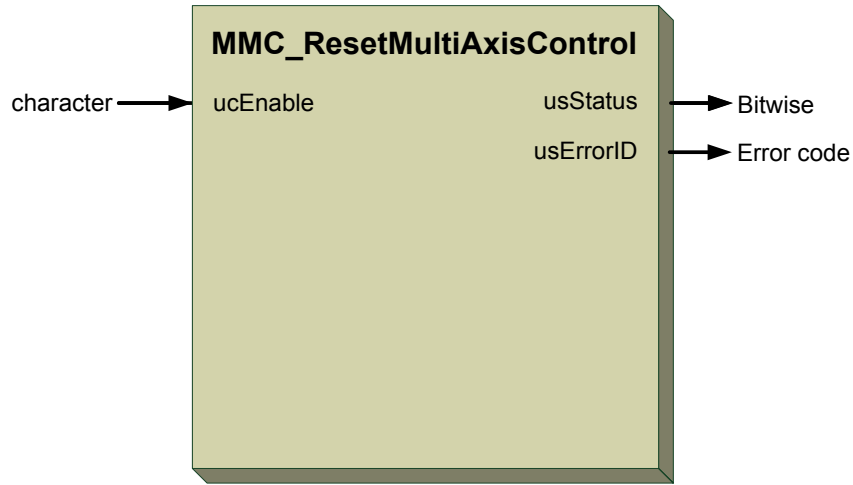 MMC_ResetMultiAxisControl
character ucEnable usStatus Bitwise
usErrorID Error code